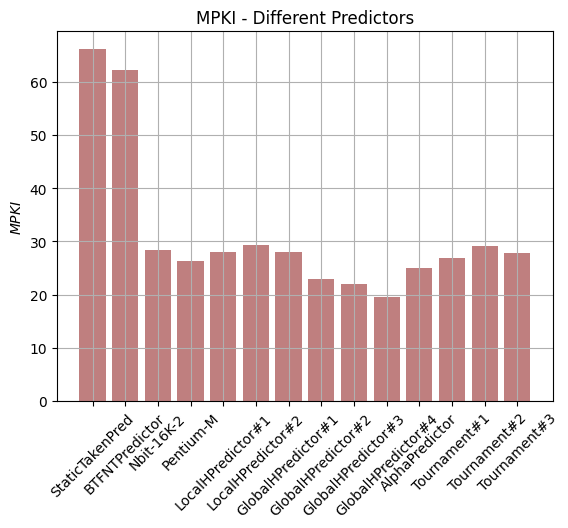 MPKI - Different Predictors
MPKI
60
50
40
30
20
10
0
StaticTakenPred
BTFNTPredictor
Nbit-16K-2
Pentium-M
LocalHPredictor#1
LocalHPredictor#2
GlobalHPredictor#1
GlobalHPredictor#2
GlobalHPredictor#3
GlobalHPredictor#4
AlphaPredictor
Tournament#1
Tournament#2
Tournament#3